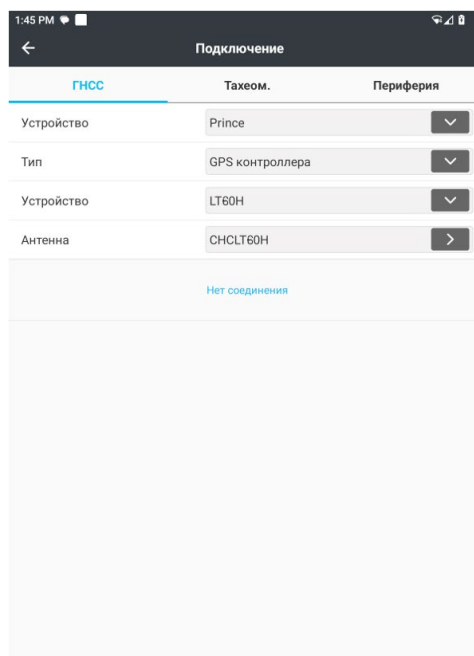 1:45 PM
Подключение
ГНСС Тахеом. Периферия
Устройство Prince
Тип GPS контроллера
Устройство LT60H
Антенна CHCLT60H
Нет соединения